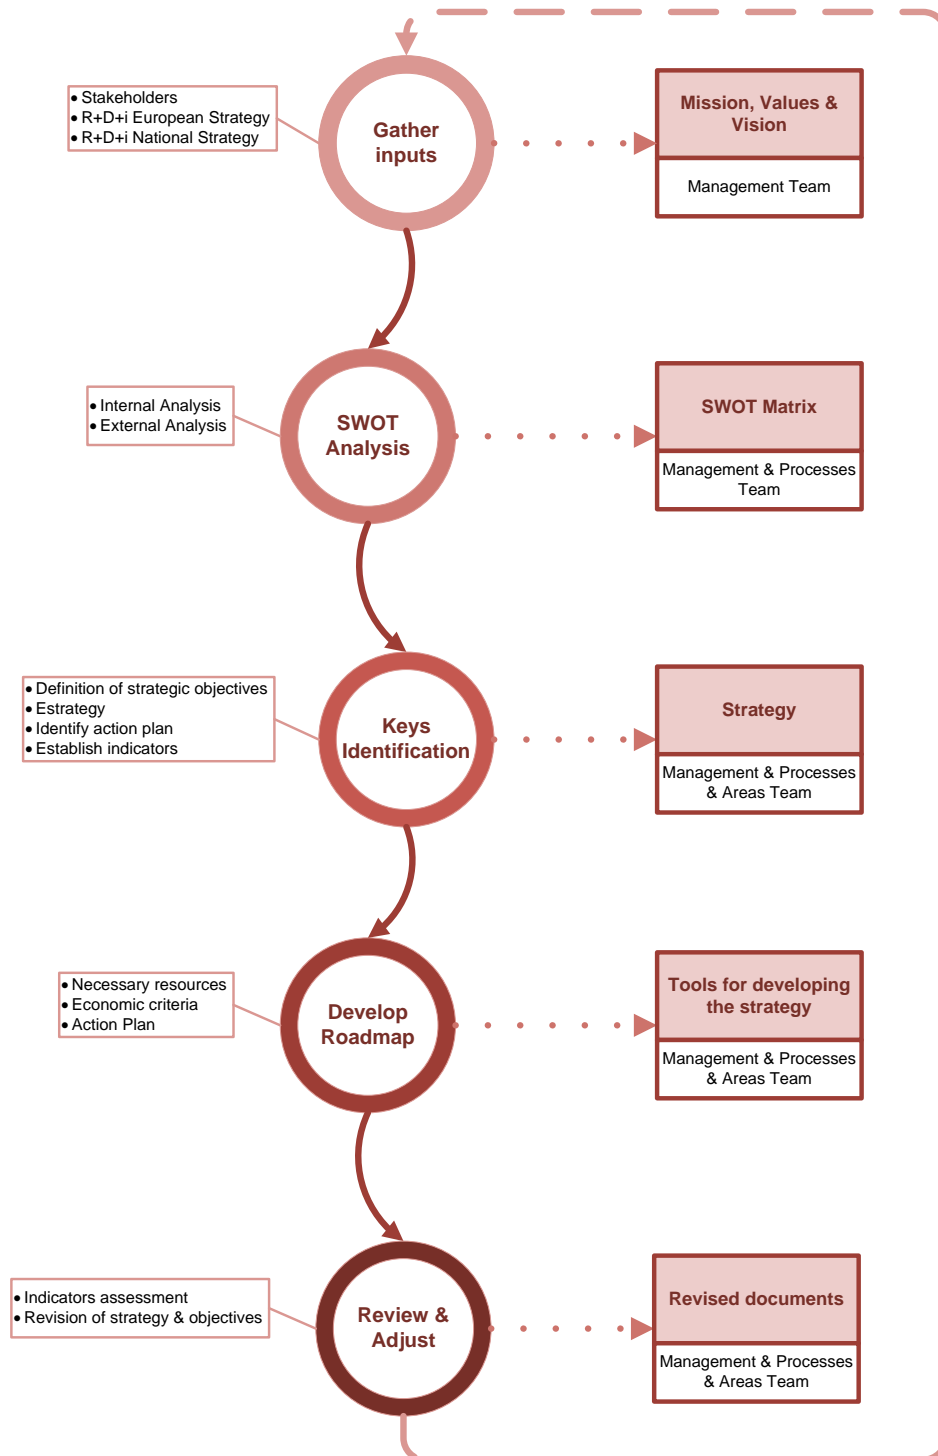 • Stakeholders
• R+D+i European Strategy
• R+D+i National Strategy
Gather
inputs
Mission, Values &
Vision
Management Team
• Internal Analysis
• External Analysis
SWOT
Analysis
SWOT Matrix
Management & Processes
Team
• Definition of strategic objectives
• Estrategy
• Identify action plan
• Establish indicators
Keys
Identification
Strategy
Management & Processes
& Areas Team
• Necessary resources
• Economic criteria
• Action Plan
Develop
Roadmap
Tools for developing
the strategy
Management & Processes
& Areas Team
• Indicators assessment
• Revision of strategy & objectives
Review &
Adjust
Revised documents
Management & Processes
& Areas Team